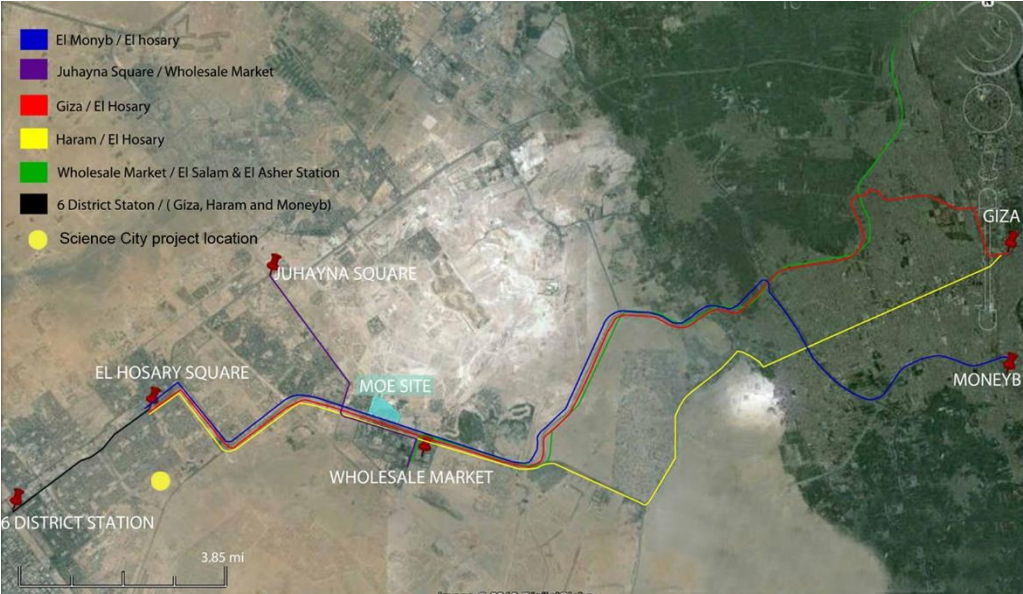 El Monyb / El hosary
Juhayna Square / Wholesale Market
Giza / El Hosary
Haram / El Hosary
Wholesale Market / El Salam & El Asher Station
6 District Staton / ( Giza, Haram and Moneyb)
Science City project location
GIZA
JUHAYNA SQUARE
EL HOSARY SQUARE
MOE SITE
MONEYB
WHOLESALE MARKET
6 DISTRICT STATION
3.85 mi